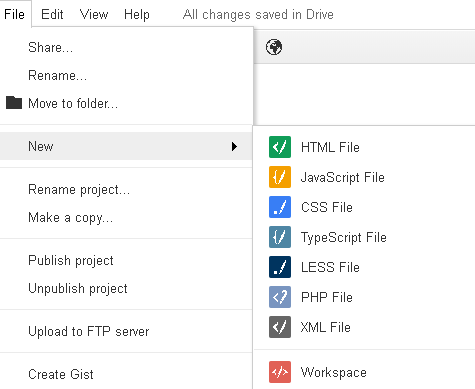 File Edit View Help All changes saved in Drive
Share...
Rename...
Move to folder...
New
HTML File
JavaScript File
CSS File
TypeScript File
LESS File
PHP File
XML File
Workspace
Rename project...
Make a copy...
Publish project
Unpublish project
Upload to FTP server
Create Gist